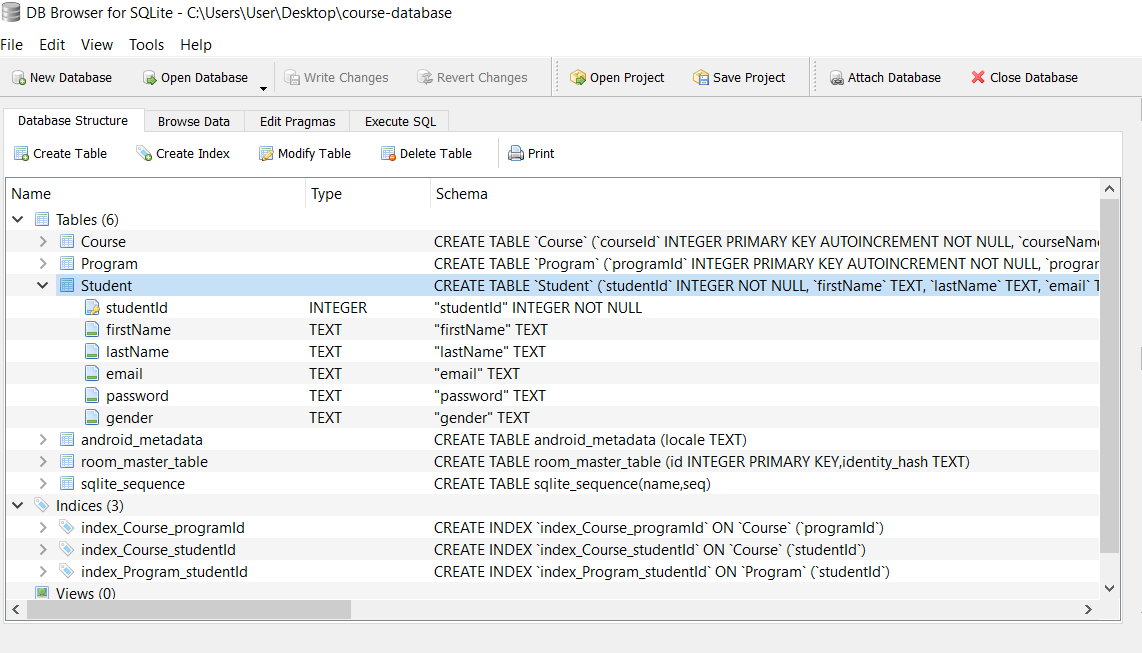 DB Browser for SQLite - C:\Users\User\Desktop\course-database
File Edit View Tools Help
New Database Open Database Write Changes Revert Changes Open Project Save Project Attach Database Close Database
Database Structure Browse Data Edit Pragmas Execute SQL
Create Table Create Index Modify Table Delete Table Print
Name Type Schema
Tables (6)
Course CREATE TABLE `Course` (`courseId` INTEGER PRIMARY KEY AUTOINCREMENT NOT NULL, `courseName
Program CREATE TABLE `Program` (`programId` INTEGER PRIMARY KEY AUTOINCREMENT NOT NULL, `program
Student CREATE TABLE `Student` (`studentId` INTEGER NOT NULL, `firstName` TEXT, `lastName` TEXT, `email` T
studentId INTEGER "studentId" INTEGER NOT NULL
firstName TEXT "firstName" TEXT
lastName TEXT "lastName" TEXT
email TEXT "email" TEXT
password TEXT "password" TEXT
gender TEXT "gender" TEXT
android_metadata CREATE TABLE android_metadata (locale TEXT)
room_master_table CREATE TABLE room_master_table (id INTEGER PRIMARY KEY,identity_hash TEXT)
sqlite_sequence CREATE TABLE sqlite_sequence(name,seq)
Indices (3)
index_Course_programId CREATE INDEX `index_Course_programId` ON `Course` (`programId`)
index_Course_studentId CREATE INDEX `index_Course_studentId` ON `Course` (`studentId`)
index_Program_studentId CREATE INDEX `index_Program_studentId` ON `Program` (`studentId`)
Views (0)